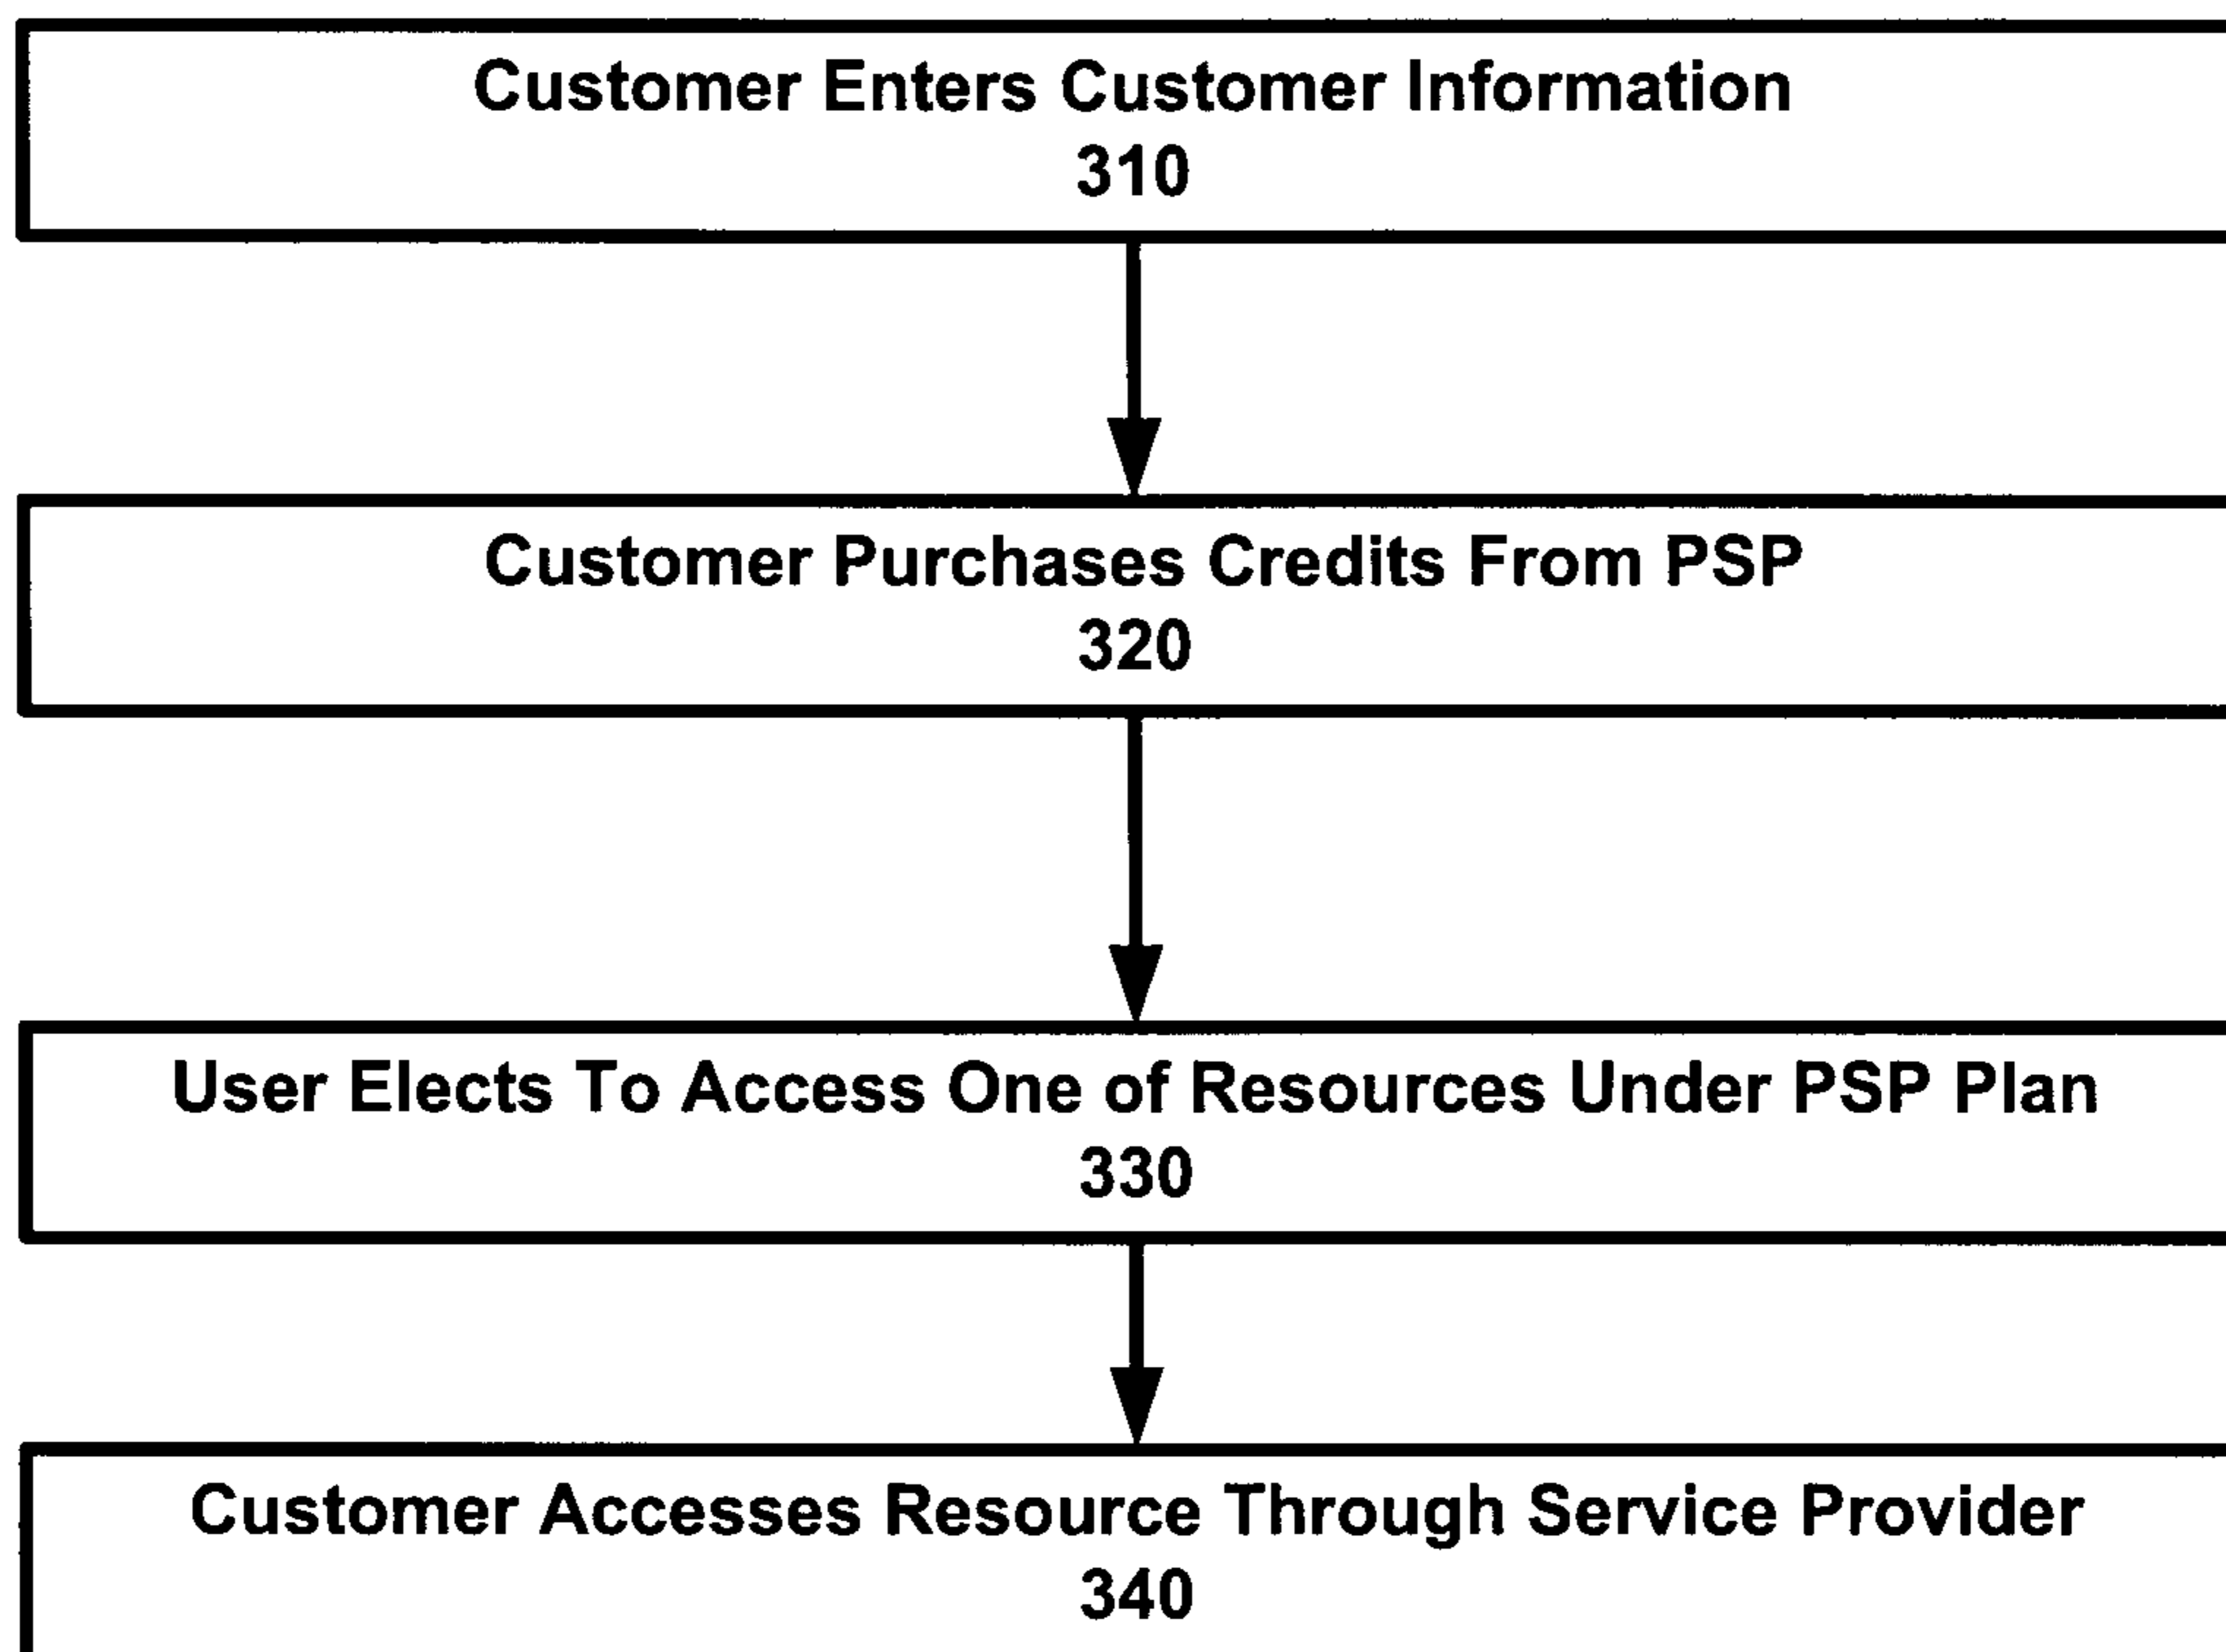 Customer Enters Customer Information
310
Customer Purchases Credits From PSP
320
User Elects To Access One of Resources Under PSP Plan
330
Customer Accesses Resource Through Service Provider
340